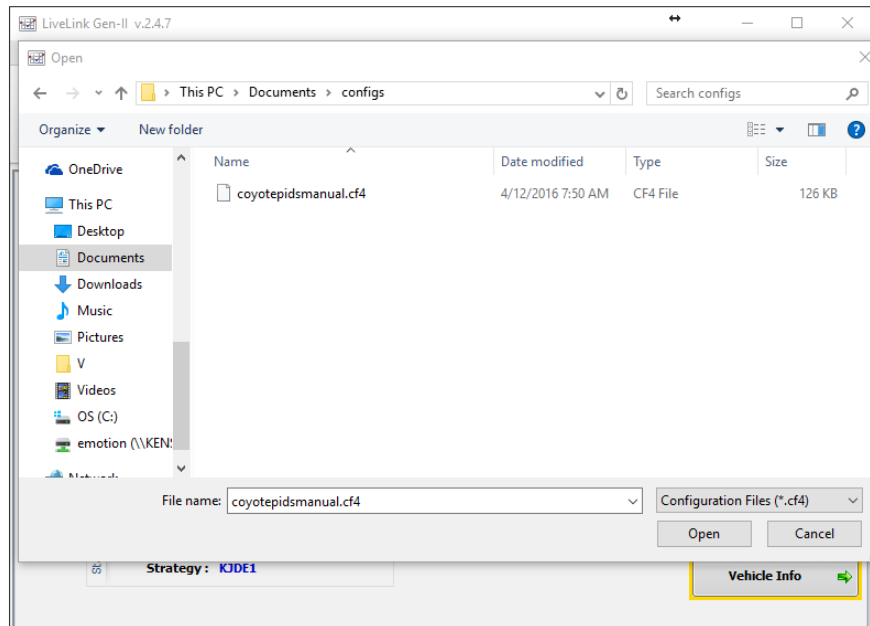 LiveLink Gen-II v.2.4.7
Open
This PC > Documents > configs
Search configs
Organize
New folder
Name
Date modified
Type
Size
coyotepidsmanual.cf4
4/12/2016 7:50 AM
CF4 File
126 KB
OneDrive
This PC
Desktop
Documents
Downloads
Music
Pictures
V
Videos
OS (C:)
emotion (\\KEN
File name:
coyotepidsmanual.cf4
Configuration Files (*.cf4)
Open
Cancel
Strategy : KJDE1
Vehicle Info